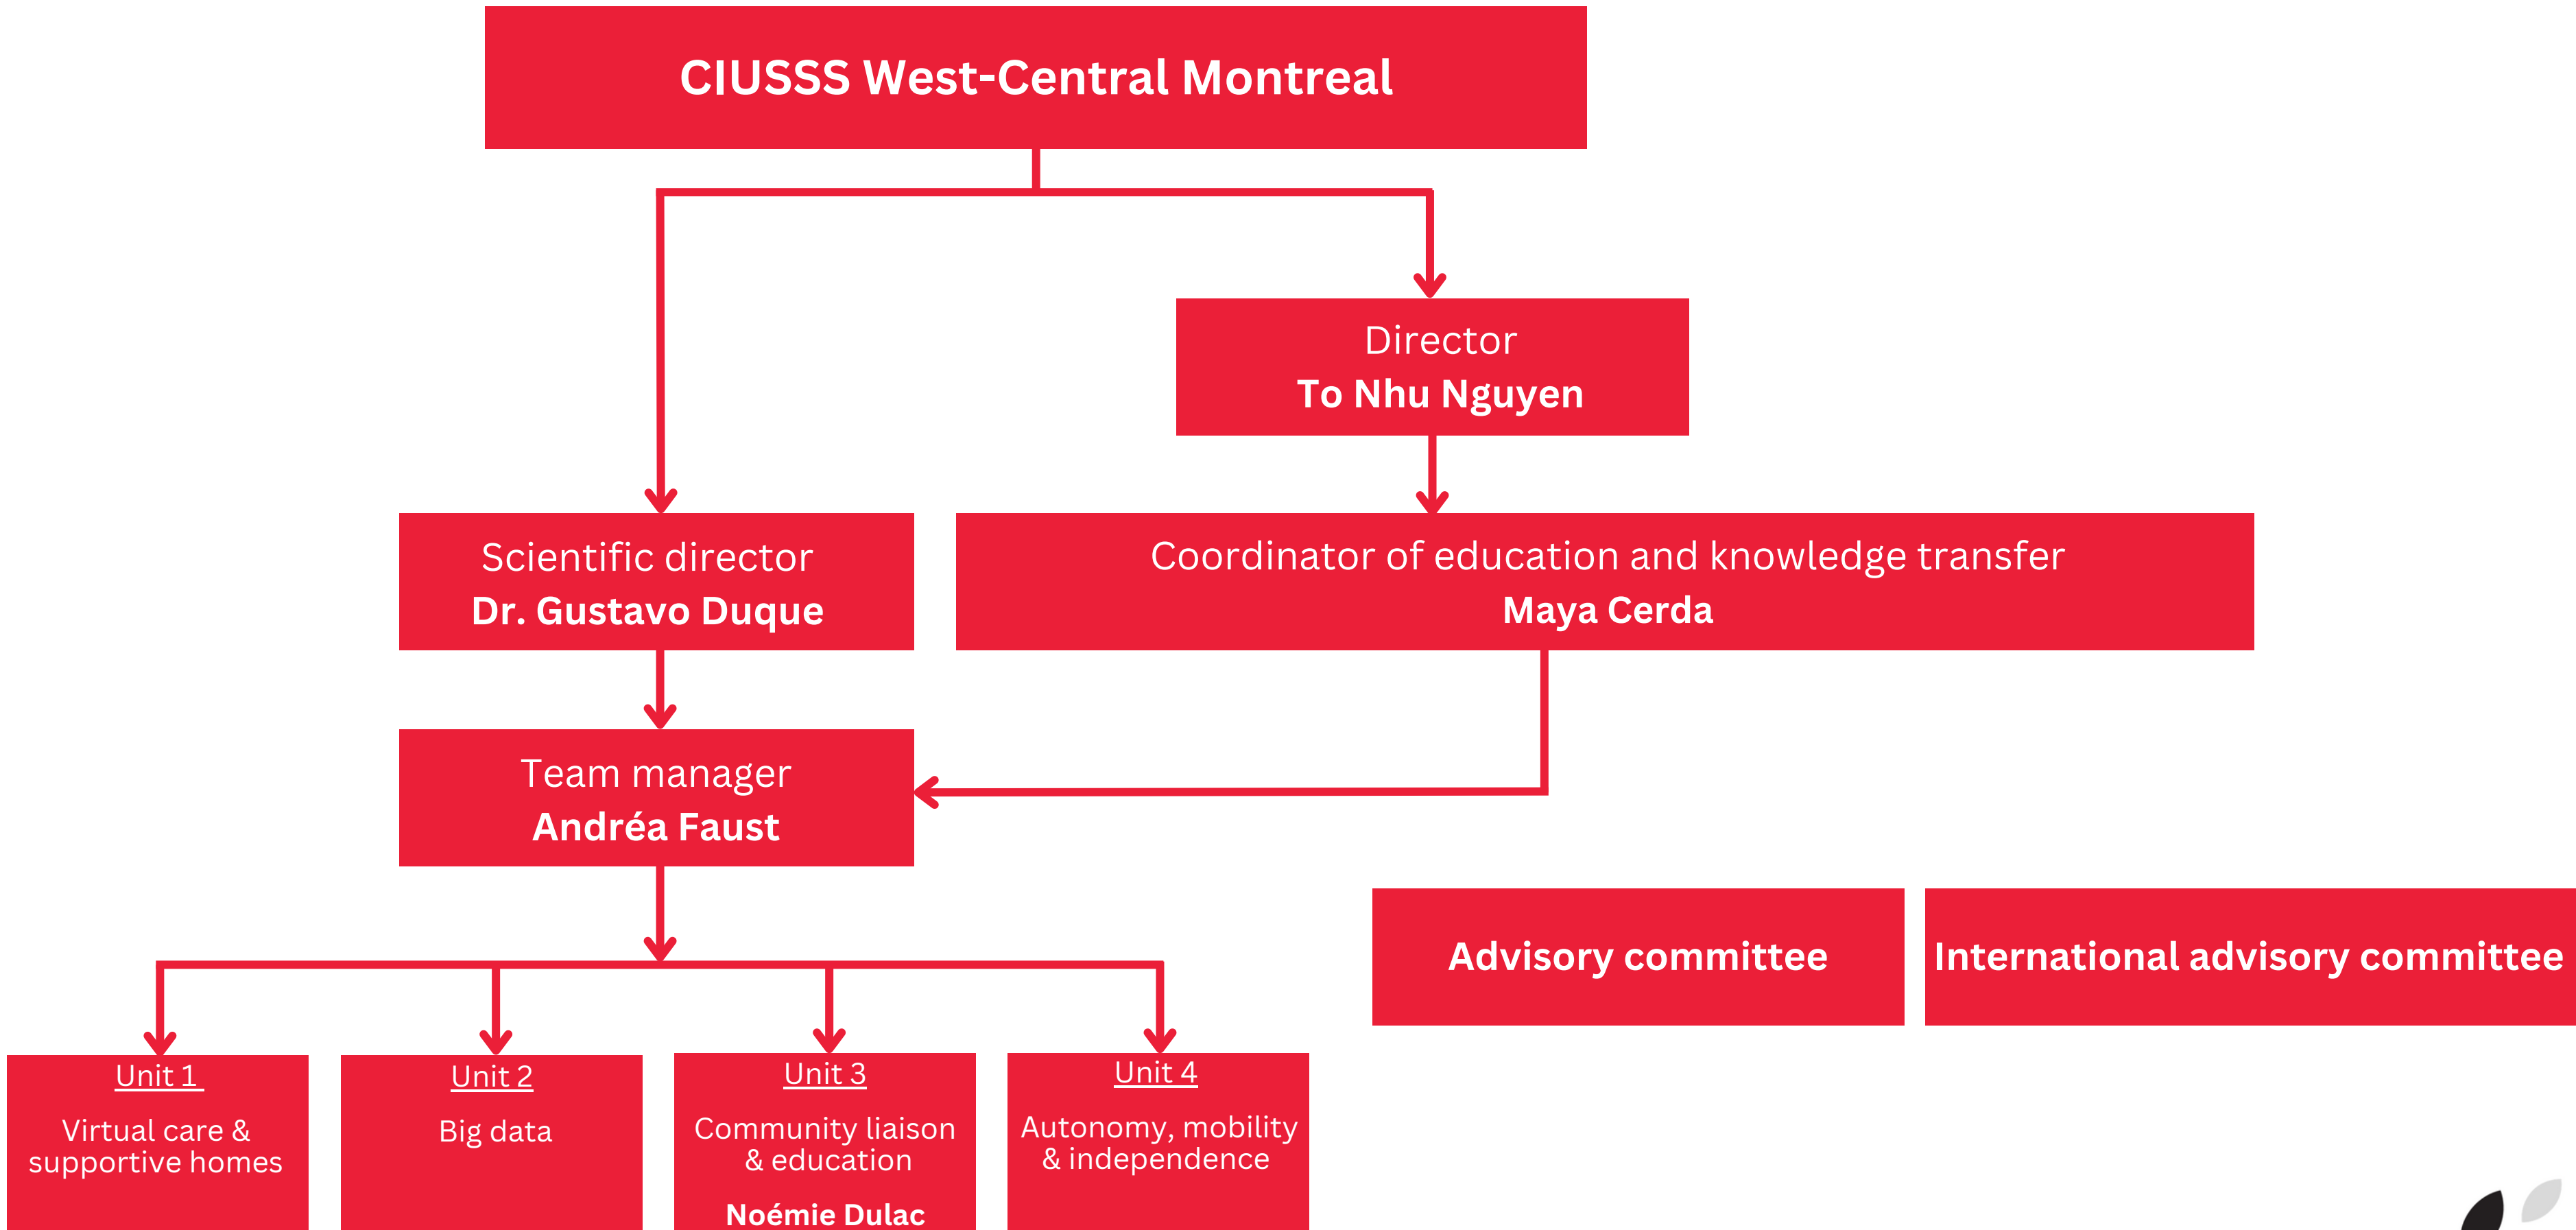 CIUSSS West-Central Montreal
Director
To Nhu Nguyen
Scientific director
Dr. Gustavo Duque
Coordinator of education and knowledge transfer
Maya Cerda
Team manager
Andréa Faust
Advisory committee
International advisory committee
Unit 1
Virtual care &
supportive homes
Unit 2
Big data
Unit 3
Community liaison
& education
Noémie Dulac
Unit 4
Autonomy, mobility
& independence